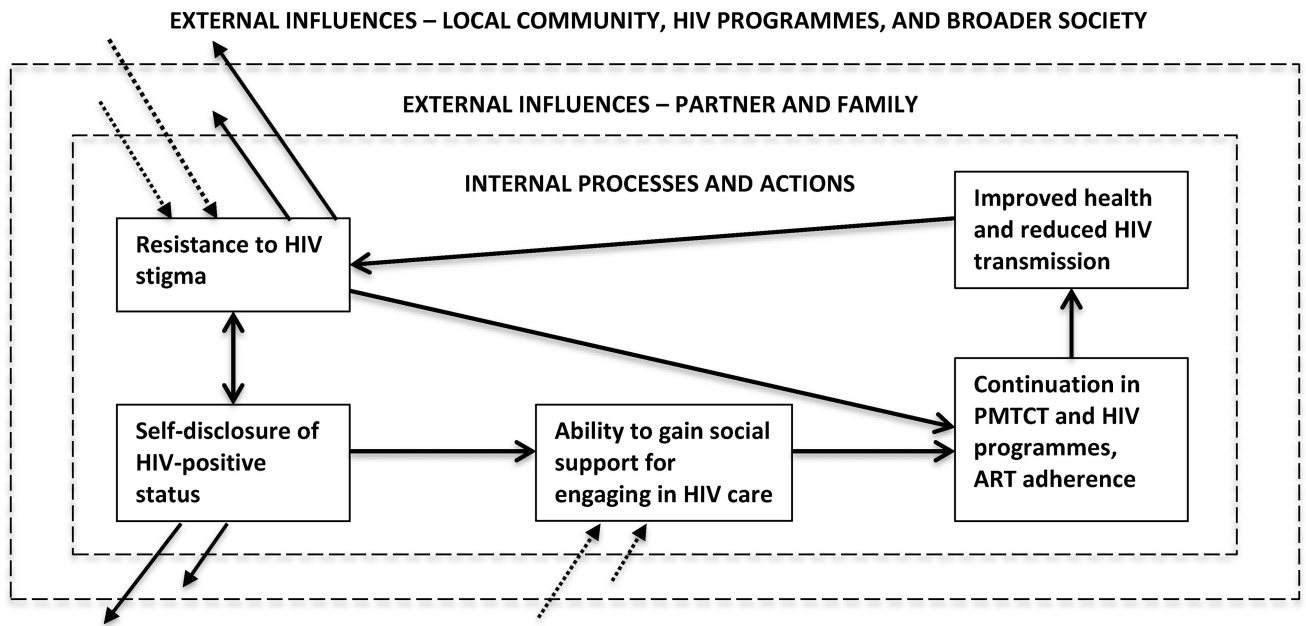 EXTERNAL INFLUENCES – LOCAL COMMUNITY, HIV PROGRAMMES, AND BROADER SOCIETY
EXTERNAL INFLUENCES – PARTNER AND FAMILY
INTERNAL PROCESSES AND ACTIONS
Resistance to HIV
stigma
Improved health
and reduced HIV
transmission
Self-disclosure of
HIV-positive
status
Ability to gain social
support for
engaging in HIV care
Continuation in
PMTCT and HIV
programmes,
ART adherence